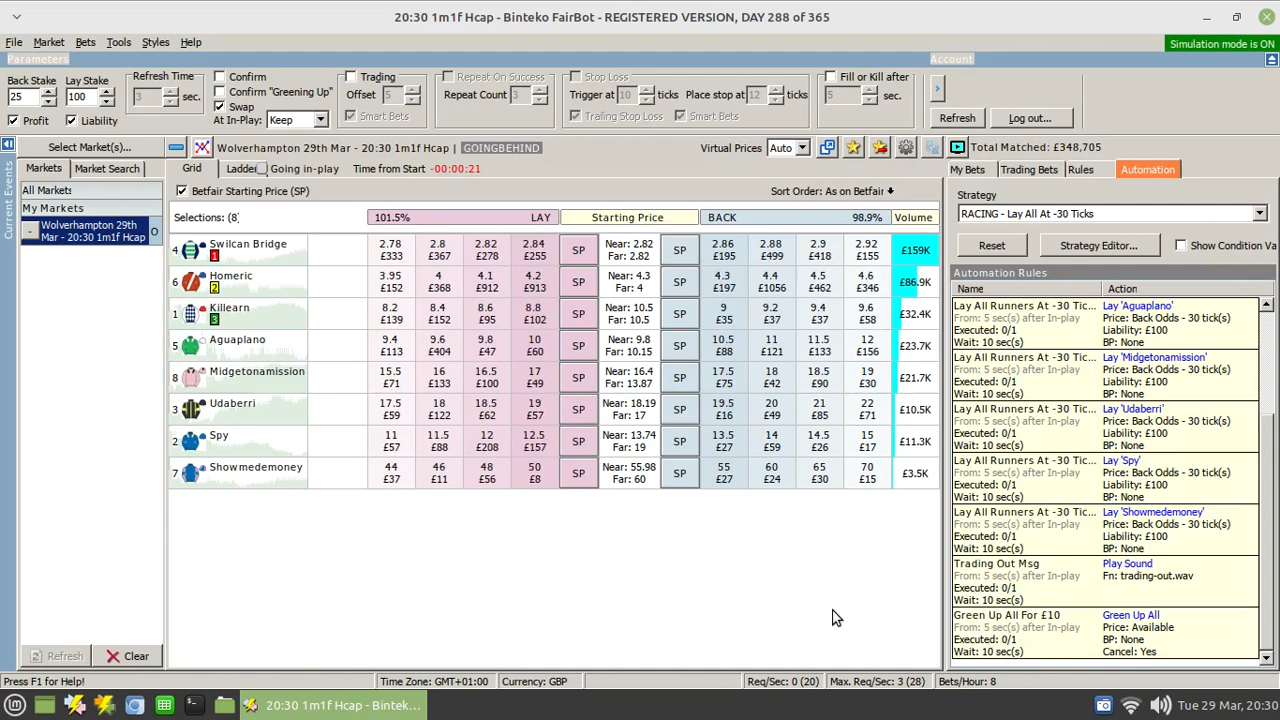 20:30 1m1f Hcap - Binteko FairBot - REGISTERED VERSION, DAY 288 of 365
File Market Bets Tools Styles Help
Simulation mode is ON
Parameters
Account
Back Stake Lay Stake Refresh Time Confirm Trading Repeat On Success Stop Loss Fill or Kill after
25 100 3 sec. Confirm "Greening Up" Offset 5 Repeat Count 3 Trigger at 10 ticks Place stop at 12 ticks 5 sec.
Swap
Profit Liability At In-Play: Keep Smart Bets Trailing Stop Loss Smart Bets Refresh Log out...
Current Events
Select Market(s)...
Markets Market Search
All Markets
My Markets
- Wolverhampton 29th Mar - 20:30 1m1f Hcap O
Refresh Clear
Wolverhampton 29th Mar - 20:30 1m1f Hcap | GOINGBEHIND Virtual Prices Auto
Grid Ladder Going in-play Time from Start -00:00:21
Betfair Starting Price (SP) Sort Order: As on Betfair
Selections: (8) 101.5% LAY Starting Price BACK 98.9% Volume
4 Swilcan Bridge 2.78 2.8 2.82 2.84 SP Near: 2.82 SP 2.86 2.88 2.9 2.92 £159K
1 £333 £367 £27K £255 Far: 2.82 £195 £499 £418 £155
6 Homeric 3.95 4 4.1 4.2 SP Near: 4.3 SP 4.3 4.4 4.5 4.6 £86.9K
2 £152 £368 £912 £913 Far: 4 £197 £1056 £462 £346
1 Killearn 8.2 8.4 8.6 8.8 SP Near: 10.5 SP 9 9.2 9.4 9.6 £32.4K
3 £139 £152 £95 £102 Far: 10.5 £35 £37 £37 £58
5 Aguaplano 9.4 9.6 9.8 10 SP Near: 9.8 SP 10.5 11 11.5 12 £23.7K
£113 £404 £47 £60 Far: 10.15 £88 £121 £133 £156
8 Midgetonamission 15.5 16 16.5 17 SP Near: 16.4 SP 17.5 18 18.5 19 £21.7K
£71 £133 £100 £49 Far: 13.87 £75 £42 £90 £30
3 Udaberri 17.5 18 18.5 19 SP Near: 18.19 SP 19.5 20 21 22 £10.5K
£59 £122 £62 £57 Far: 17 £16 £49 £85 £71
2 Spy 11 11.5 12 12.5 SP Near: 13.74 SP 13.5 14 14.5 15 £11.3K
£57 £88 £208 £157 Far: 19 £27 £59 £26 £17
7 Showmedemoney 44 46 48 50 SP Near: 55.98 SP 55 60 65 70 £3.5K
£37 £11 £56 £8 Far: 60 £27 £24 £30 £15
Total Matched: £348,705
My Bets Trading Bets Rules Automation
Strategy
RACING - Lay All At -30 Ticks
Reset Strategy Editor... Show Condition Va
Automation Rules
Name Action
Lay All Runners At -30 Tic... Lay 'Aguaplano'
From: 5 sec(s) after In-play Price: Back Odds - 30 tick(s)
Executed: 0/1 Liability: £100
Wait: 10 sec(s) BP: None
Lay All Runners At -30 Tic... Lay 'Midgetonamission'
From: 5 sec(s) after In-play Price: Back Odds - 30 tick(s)
Executed: 0/1 Liability: £100
Wait: 10 sec(s) BP: None
Lay All Runners At -30 Tic... Lay 'Udaberri'
From: 5 sec(s) after In-play Price: Back Odds - 30 tick(s)
Executed: 0/1 Liability: £100
Wait: 10 sec(s) BP: None
Lay All Runners At -30 Tic... Lay 'Spy'
From: 5 sec(s) after In-play Price: Back Odds - 30 tick(s)
Executed: 0/1 Liability: £100
Wait: 10 sec(s) BP: None
Lay All Runners At -30 Tic... Lay 'Showmedemoney'
From: 5 sec(s) after In-play Price: Back Odds - 30 tick(s)
Executed: 0/1 Liability: £100
Wait: 10 sec(s) BP: None
Trading Out Msg Play Sound
From: 5 sec(s) after In-play Fn: trading-out.wav
Executed: 0/1
Wait: 10 sec(s)
Green Up All For £10 Green Up All
From: 5 sec(s) after In-play Price: Available
Executed: 0/1 BP: None
Wait: 10 sec(s) Cancel: Yes
Press F1 for Help! Time Zone: GMT+01:00 Currency: GBP Req/Sec: 0 (20) Max. Req/Sec: 3 (28) Bets/Hour: 8
20:30 1m1f Hcap - Bintek... Tue 29 Mar, 20:30